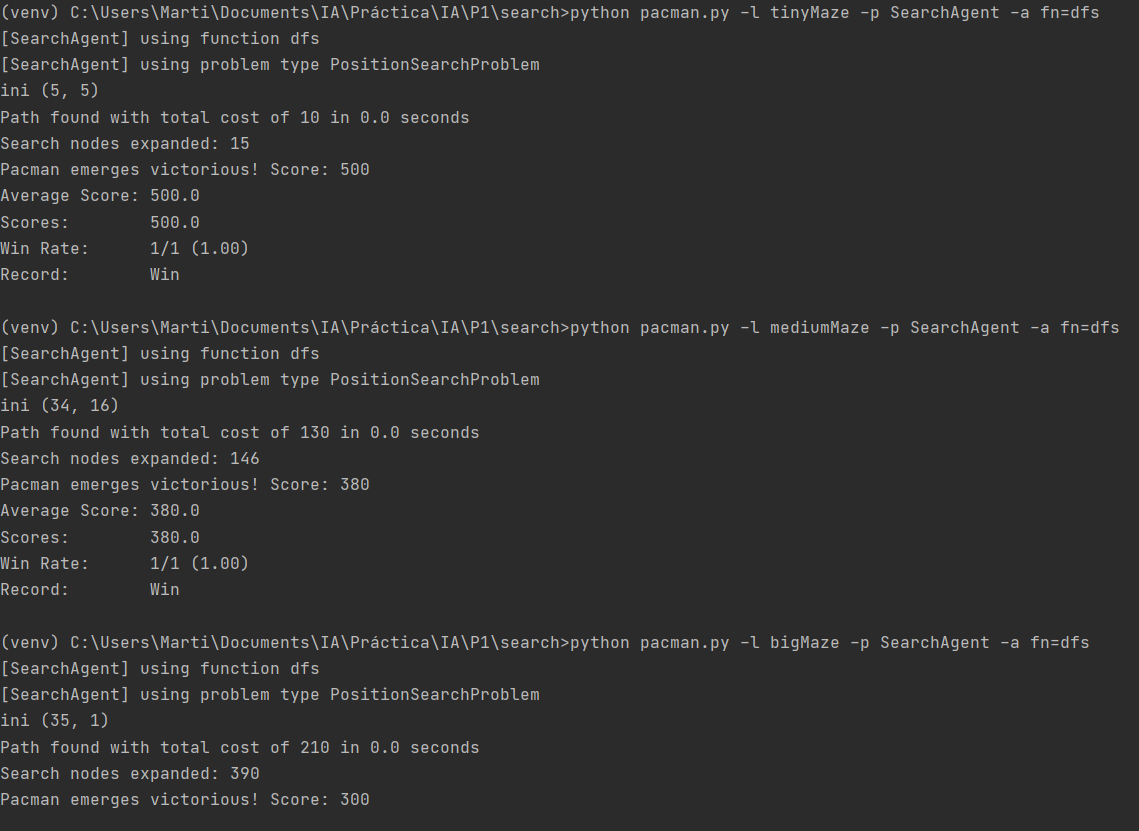 (venv) C:\Users\Marti\Documents\IA\Práctica\IA\P1\search>python pacman.py -l tinyMaze -p SearchAgent -a fn=dfs
[SearchAgent] using function dfs
[SearchAgent] using problem type PositionSearchProblem
ini (5, 5)
Path found with total cost of 10 in 0.0 seconds
Search nodes expanded: 15
Pacman emerges victorious! Score: 500
Average Score: 500.0
Scores:        500.0
Win Rate:      1/1 (1.00)
Record:        Win

(venv) C:\Users\Marti\Documents\IA\Práctica\IA\P1\search>python pacman.py -l mediumMaze -p SearchAgent -a fn=dfs
[SearchAgent] using function dfs
[SearchAgent] using problem type PositionSearchProblem
ini (34, 16)
Path found with total cost of 130 in 0.0 seconds
Search nodes expanded: 146
Pacman emerges victorious! Score: 380
Average Score: 380.0
Scores:        380.0
Win Rate:      1/1 (1.00)
Record:        Win

(venv) C:\Users\Marti\Documents\IA\Práctica\IA\P1\search>python pacman.py -l bigMaze -p SearchAgent -a fn=dfs
[SearchAgent] using function dfs
[SearchAgent] using problem type PositionSearchProblem
ini (35, 1)
Path found with total cost of 210 in 0.0 seconds
Search nodes expanded: 390
Pacman emerges victorious! Score: 300